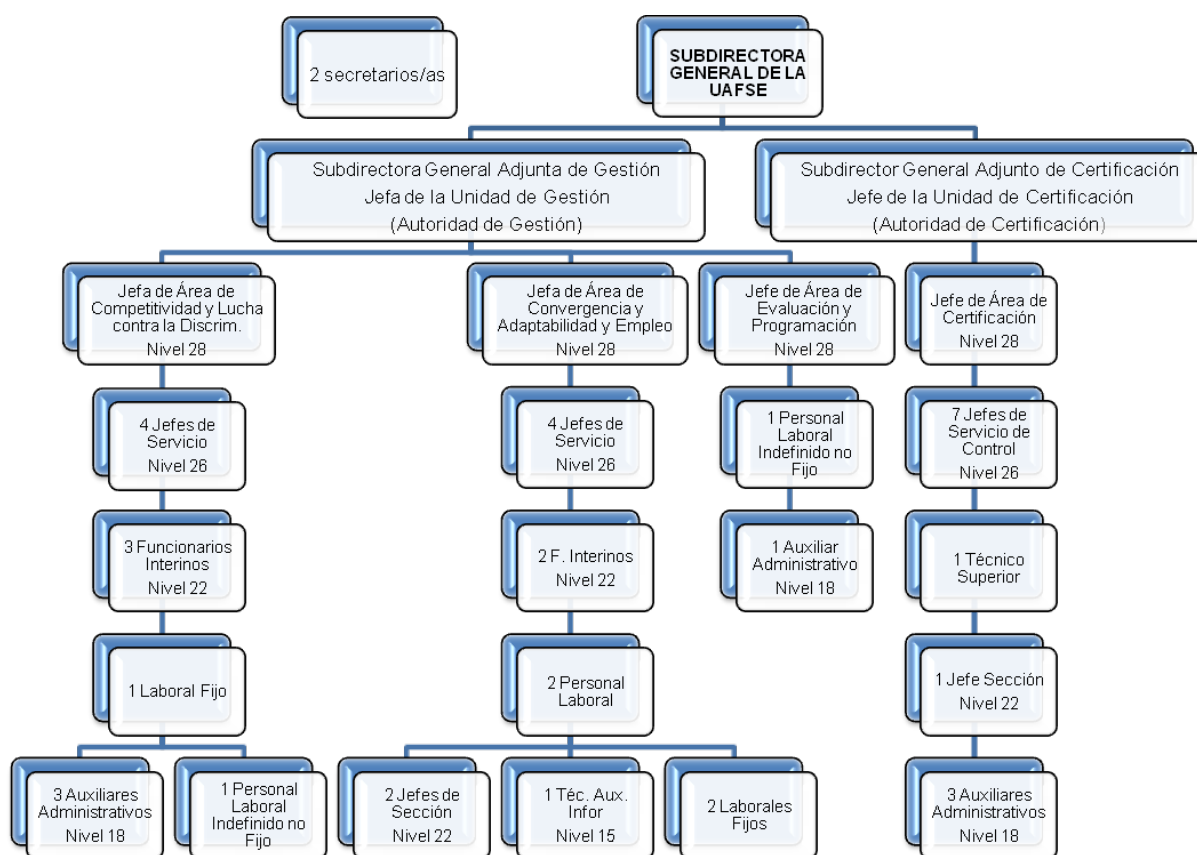 2 secretarios/as
SUBDIRECTORA
GENERAL DE LA
UAFSE
Subdirectora General Adjunta de Gestión
Jefa de la Unidad de Gestión
(Autoridad de Gestión)
Subdirector General Adjunto de Certificación
Jefe de la Unidad de Certificación
(Autoridad de Certificación)
Jefa de Área de
Competitividad y Lucha
contra la Discrim.
Nivel 28
Jefa de Área de
Convergencia y
Adaptabilidad y Empleo
Nivel 28
Jefe de Área de
Evaluación y
Programación
Nivel 28
Jefe de Área de
Certificación
Nivel 28
4 Jefes de
Servicio
Nivel 26
4 Jefes de
Servicio
Nivel 26
1 Personal
Laboral
Indefinido no
Fijo
7 Jefes de
Servicio de
Control
Nivel 26
3 Funcionarios
Interinos
Nivel 22
2 F. Interinos
Nivel 22
1 Auxiliar
Administrativo
Nivel 18
1 Técnico
Superior
1 Laboral Fijo
2 Personal
Laboral
1 Jefe Sección
Nivel 22
3 Auxiliares
Administrativos
Nivel 18
1 Personal
Laboral
Indefinido no
Fijo
2 Jefes de
Sección
Nivel 22
1 Téc. Aux.
Infor
Nivel 15
2 Laborales
Fijos
3 Auxiliares
Administrativos
Nivel 18